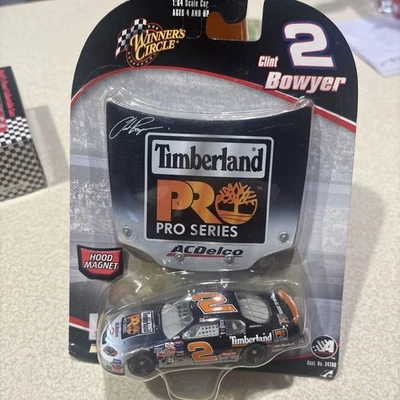 WINNER'S CIRCLE
1:64 Scale Car
AGES 4 AND UP
2
Clint
Bowyer
Timberland
PRO
PRO SERIES
ACDelco
HOOD MAGNET
PRO
2
2
Timberland